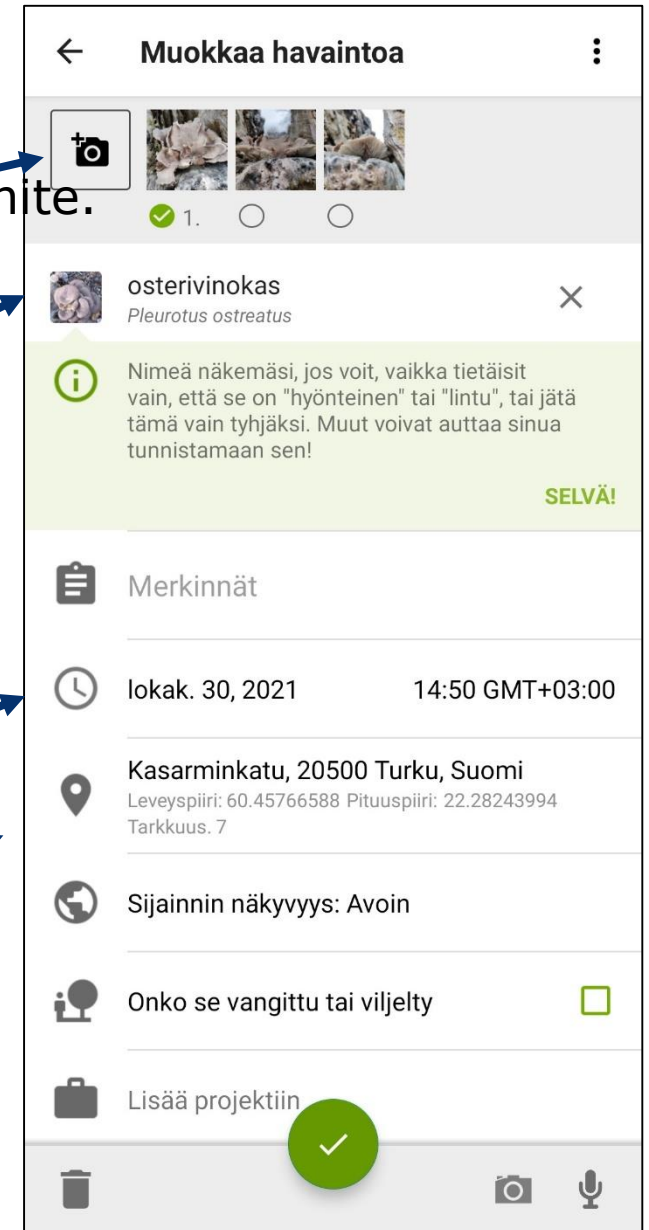 Muokkaa havaintoa
nite.
1.
osterivinokas
Pleurotus ostreatus
Nimeä näkemäsi, jos voit, vaikka tietäisit
vain, että se on "hyönteinen" tai "lintu", tai jätä
tämä vain tyhjäksi. Muut voivat auttaa sinua
tunnistamaan sen!
SELVÄ!
Merkinnät
lokak. 30, 2021 14:50 GMT+03:00
Kasarminkatu, 20500 Turku, Suomi
Leveyspiiri: 60.45766588 Pituuspiiri: 22.28243994
Tarkkuus. 7
Sijainnin näkyvyys: Avoin
Onko se vangittu tai viljelty
Lisää projektiin